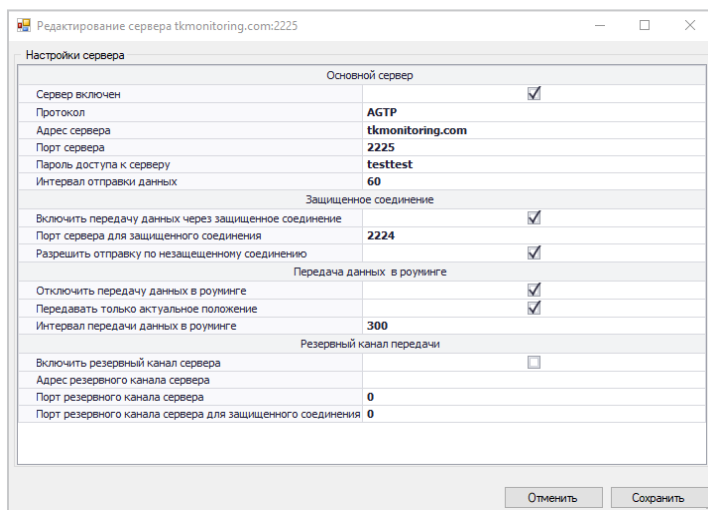 Редактирование сервера tkmonitoring.com:2225
Настройки сервера
Основной сервер
Сервер включен
Протокол AGTP
Адрес сервера tkmonitoring.com
Порт сервера 2225
Пароль доступа к серверу testtest
Интервал отправки данных 60
Защищенное соединение
Включить передачу данных через защищенное соединение
Порт сервера для защищенного соединения 2224
Разрешить отправку по незащещенному соединению
Передача данных в роуминге
Отключить передачу данных в роуминге
Передавать только актуальное положение
Интервал передачи данных в роуминге 300
Резервный канал передачи
Включить резервный канал сервера
Адрес резервного канала сервера
Порт резервного канала сервера 0
Порт резервного канала сервера для защищенного соединения 0
Отменить Сохранить